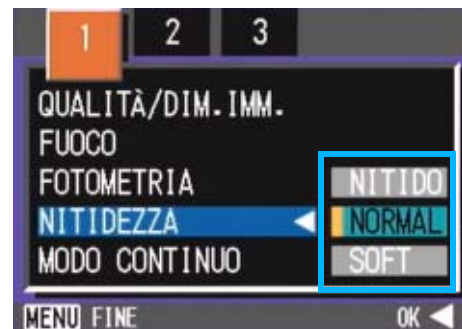 1 2 3
QUALITÀ/DIM.IMM.
FUOCO
FOTOMETRIA NITIDO
NITIDEZZA NORMAL
MODO CONTINUO SOFT
MENU FINE OK